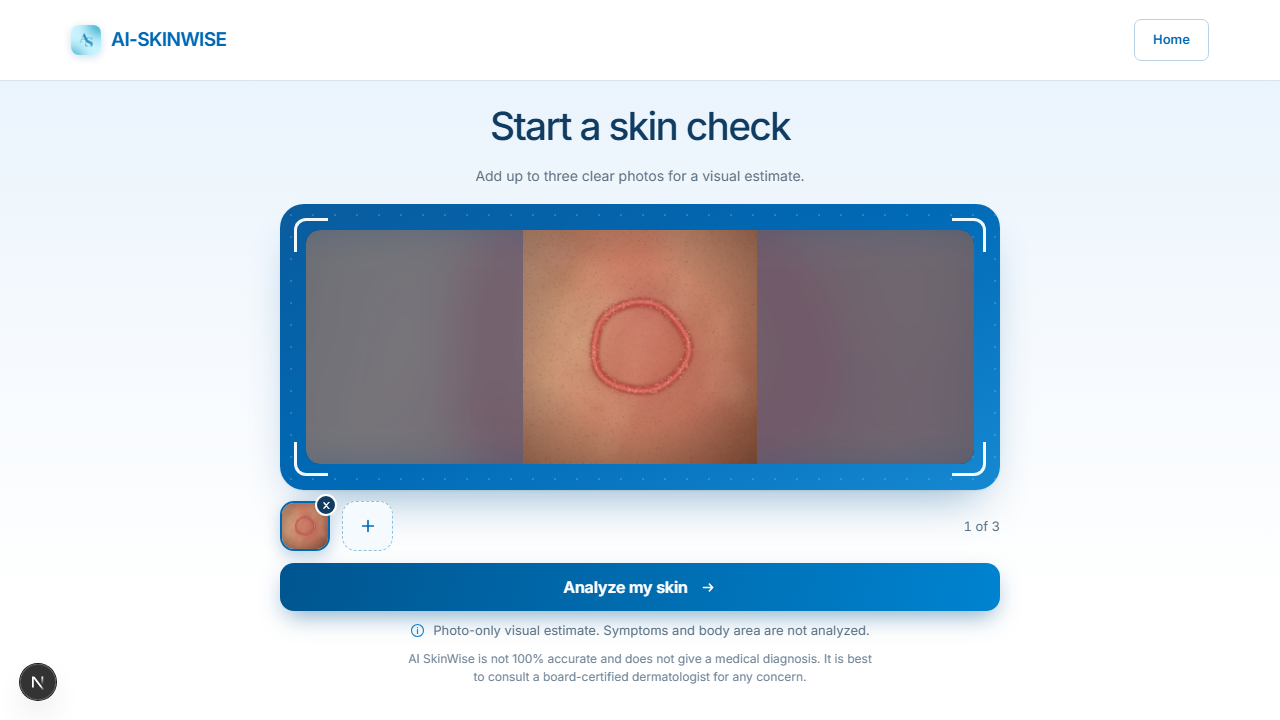 AI-SKINWISE
Home
Start a skin check
Add up to three clear photos for a visual estimate.
1 of 3
Analyze my skin
Photo-only visual estimate. Symptoms and body area are not analyzed.
AI SkinWise is not 100% accurate and does not give a medical diagnosis. It is best
to consult a board-certified dermatologist for any concern.
N